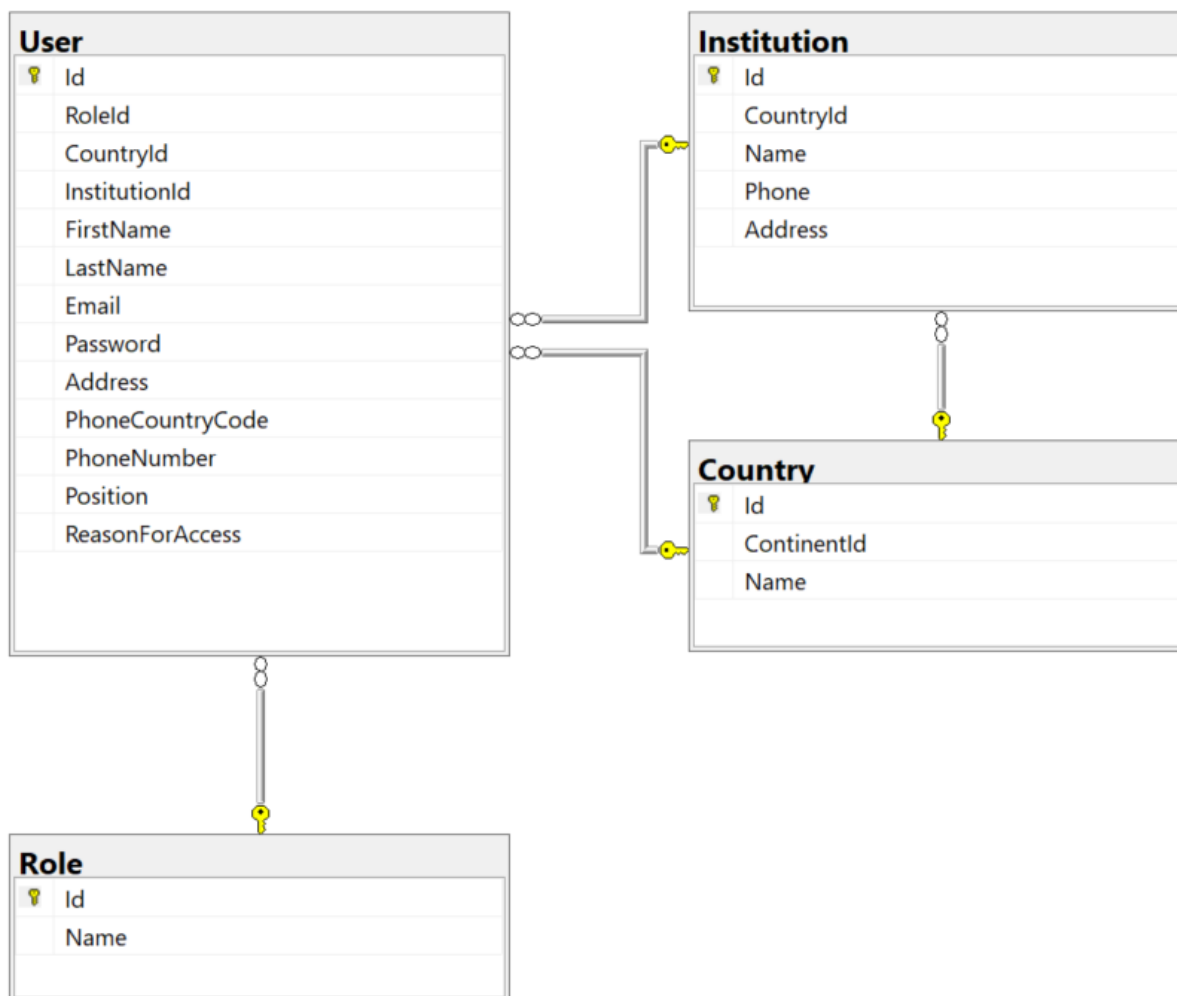 User
Id
RoleId
CountryId
InstitutionId
FirstName
LastName
Email
Password
Address
PhoneCountryCode
PhoneNumber
Position
ReasonForAccess
Institution
Id
CountryId
Name
Phone
Address
Country
Id
ContinentId
Name
Role
Id
Name